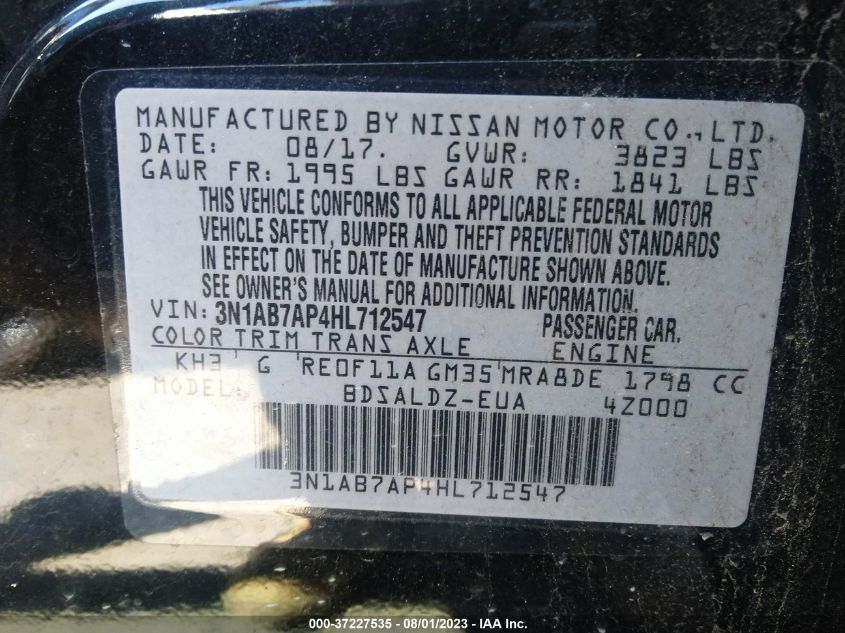 MANUFACTURED BY NISSAN MOTOR CO., LTD.
DATE: 08/17. GVWR: 3823 LBS
GAWR FR: 1995 LBS GAWR RR: 1841 LBS
THIS VEHICLE CONFORMS TO ALL APPLICABLE FEDERAL MOTOR
VEHICLE SAFETY, BUMPER AND THEFT PREVENTION STANDARDS
IN EFFECT ON THE DATE OF MANUFACTURE SHOWN ABOVE.
SEE OWNER'S MANUAL FOR ADDITIONAL INFORMATION.
VIN: 3N1AB7AP4HL712547 PASSENGER CAR.
COLOR TRIM TRANS AXLE ENGINE
KH3 G RE0F11A GM35 MRA8DE 1798 CC
MODEL: BDSALDZ-EUA 4Z000
3N1AB7AP4HL712547
000-37227535 - 08/01/2023 - IAA Inc.